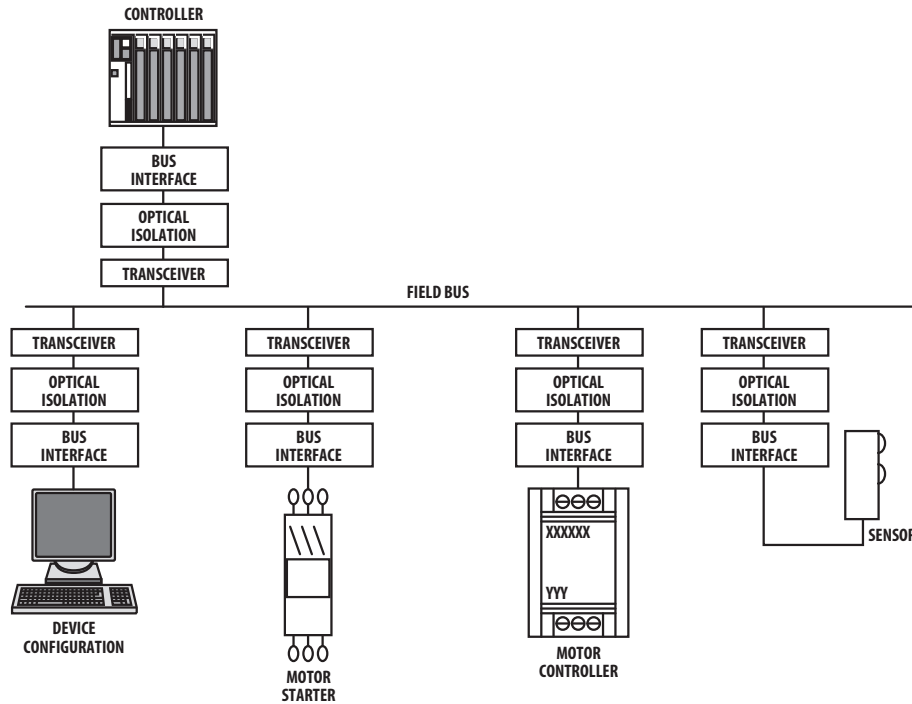 CONTROLLER
BUS
INTERFACE
OPTICAL
ISOLATION
TRANSCEIVER
FIELD BUS
TRANSCEIVER
OPTICAL
ISOLATION
BUS
INTERFACE
DEVICE
CONFIGURATION
TRANSCEIVER
OPTICAL
ISOLATION
BUS
INTERFACE
MOTOR
STARTER
TRANSCEIVER
OPTICAL
ISOLATION
BUS
INTERFACE
XXXXXX
YYY
MOTOR
CONTROLLER
TRANSCEIVER
OPTICAL
ISOLATION
BUS
INTERFACE
SENSOR